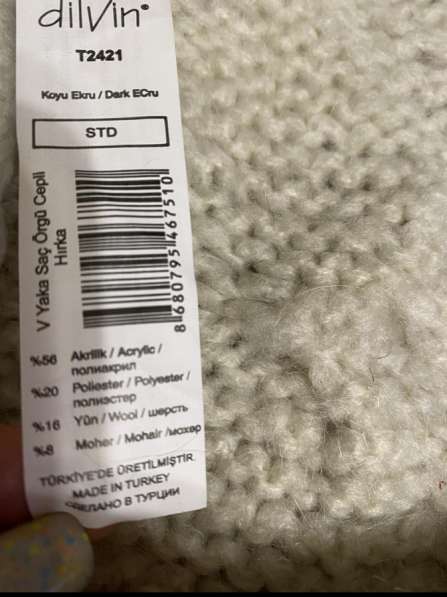 dilvin®
T2421
Koyu Ekru / Dark ECru
STD
V Yaka Saç Örgü Cepli
Hırka
8680795467510
%56 Akrilik / Acrylic /
полиакрил
%20 Poliester / Polyester /
полиэстер
%16 Yün / Wool / шерсть
%8 Moher / Mohair /мохер
TÜRKİYE'DE ÜRETİLMİŞTİR
MADE IN TURKEY
СДЕЛАНО В ТУРЦИИ